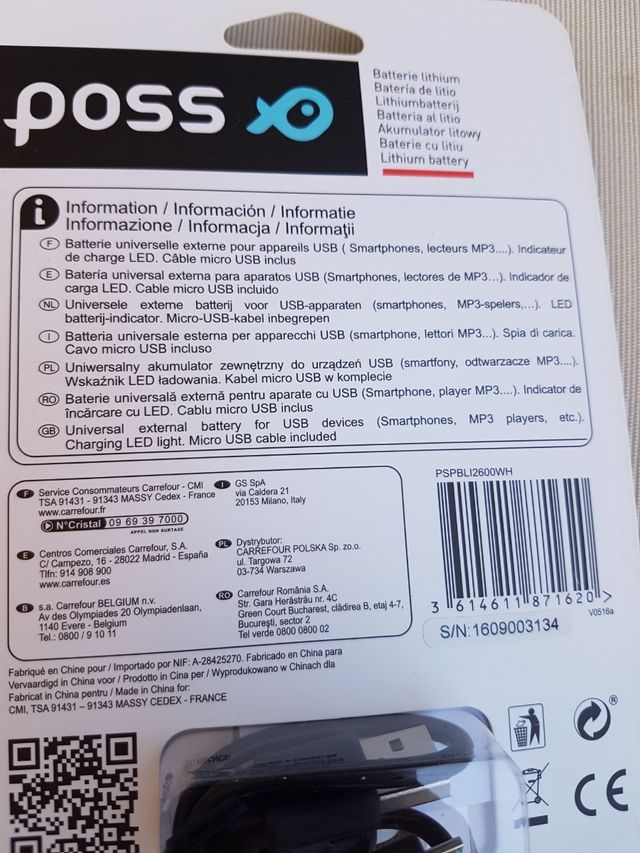 poss
Batterie lithium
Batería de litio
Lithiumbatterij
Batteria al litio
Akumulator litowy
Baterie cu litiu
Lithium battery
i Information / Información / Informatie
Informazione / Informacja / Informaţii
F Batterie universelle externe pour appareils USB ( Smartphones, lecteurs MP3....). Indicateur
de charge LED. Câble micro USB inclus
E Batería universal externa para aparatos USB (Smartphones, lectores de MP3...). Indicador de
carga LED. Cable micro USB incluido
NL Universele externe batterij voor USB-apparaten (smartphones, MP3-spelers,...). LED
batterij-indicator. Micro-USB-kabel inbegrepen
I Batteria universale esterna per apparecchi USB (smartphone, lettori MP3...). Spia di carica.
Cavo micro USB incluso
PL Uniwersalny akumulator zewnętrzny do urządzeń USB (smartfony, odtwarzacze MP3....).
Wskaźnik LED ładowania. Kabel micro USB w komplecie
RO Baterie universală externă pentru aparate cu USB (Smartphone, player MP3....). Indicator de
încărcare cu LED. Cablu micro USB inclus
GB Universal external battery for USB devices (Smartphones, MP3 players, etc.).
Charging LED light. Micro USB cable included
F Service Consommateurs Carrefour - CMI
TSA 91431 - 91343 MASSY Cedex - France
www.carrefour.fr
N°Cristal 09 69 39 7000
APPEL NON SURTAXE
I GS SpA
via Caldera 21
20153 Milano, Italy
E Centros Comerciales Carrefour, S.A.
C/ Campezo, 16 - 28022 Madrid - España
Tlfn: 914 908 900
www.carrefour.es
PL Dystrybutor:
CARREFOUR POLSKA Sp. zo.o.
ul. Targowa 72
03-734 Warszawa
B s.a. Carrefour BELGIUM n.v.
Av des Olympiades 20 Olympiadenlaan,
1140 Evere - Belgium
Tel.: 0800 / 9 10 11
RO Carrefour România S.A.
Str. Gara Herăstrău nr. 4C
Green Court Bucharest, clădirea B, etaj 4-7,
Bucureşti, sector 2
Tel verde 0800 0800 02
PSPBLI2600WH
3 614611 871620 >
V0516a
S/N: 1609003134
Fabriqué en Chine pour / Importado por NIF: A-28425270. Fabricado en China para
Vervaardigd in China voor / Prodotto in Cina per / Wyprodukowano w Chinach dla
Fabricat in China pentru / Made in China for:
CMI, TSA 91431 – 91343 MASSY CEDEX - FRANCE
®
CE